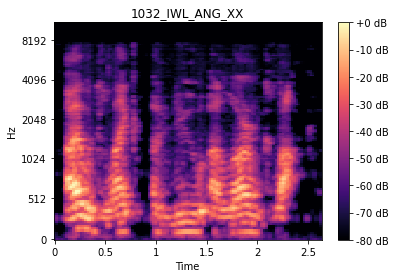 1032_IWL_ANG_XX
+0 dB
8192
-10 dB
4096
-20 dB
-30 dB
2048
Hz
-40 dB
1024
-50 dB
512
-60 dB
-70 dB
0
-80 dB
0 0.5 1 1.5 2 2.5
Time